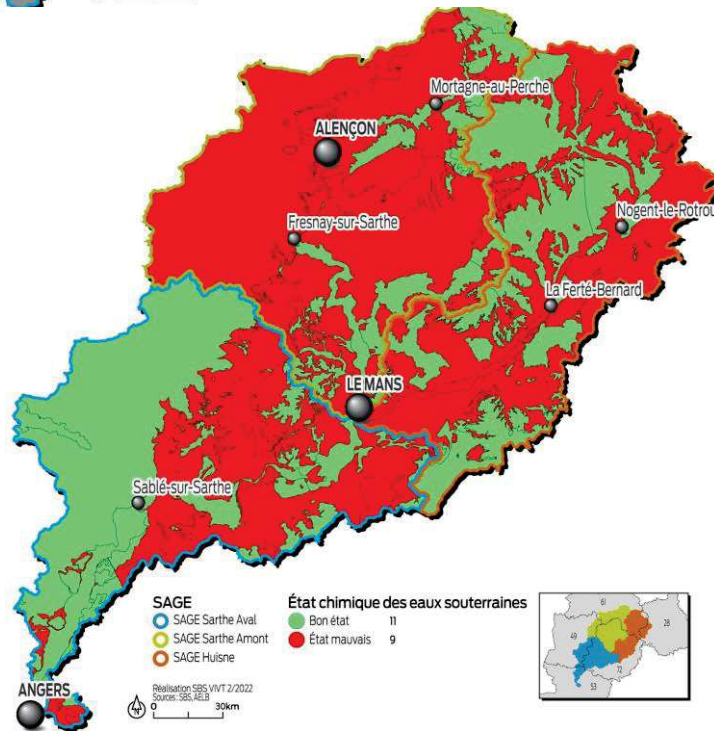 Mortagne-au-Perche
ALENÇON
Nogent-le-Rotrou
Fresnay-sur-Sarthe
La Ferté-Bernard
LE MANS
Sablé-sur-Sarthe
SAGE
SAGE Sarthe Aval
SAGE Sarthe Amont
SAGE Huisne
État chimique des eaux souterraines
Bon état 11
État mauvais 9
61
28
49
72
53
Réalisation SBS VIVT 2/2022
Sources: SBS, AELB
N
0 30km
ANGERS